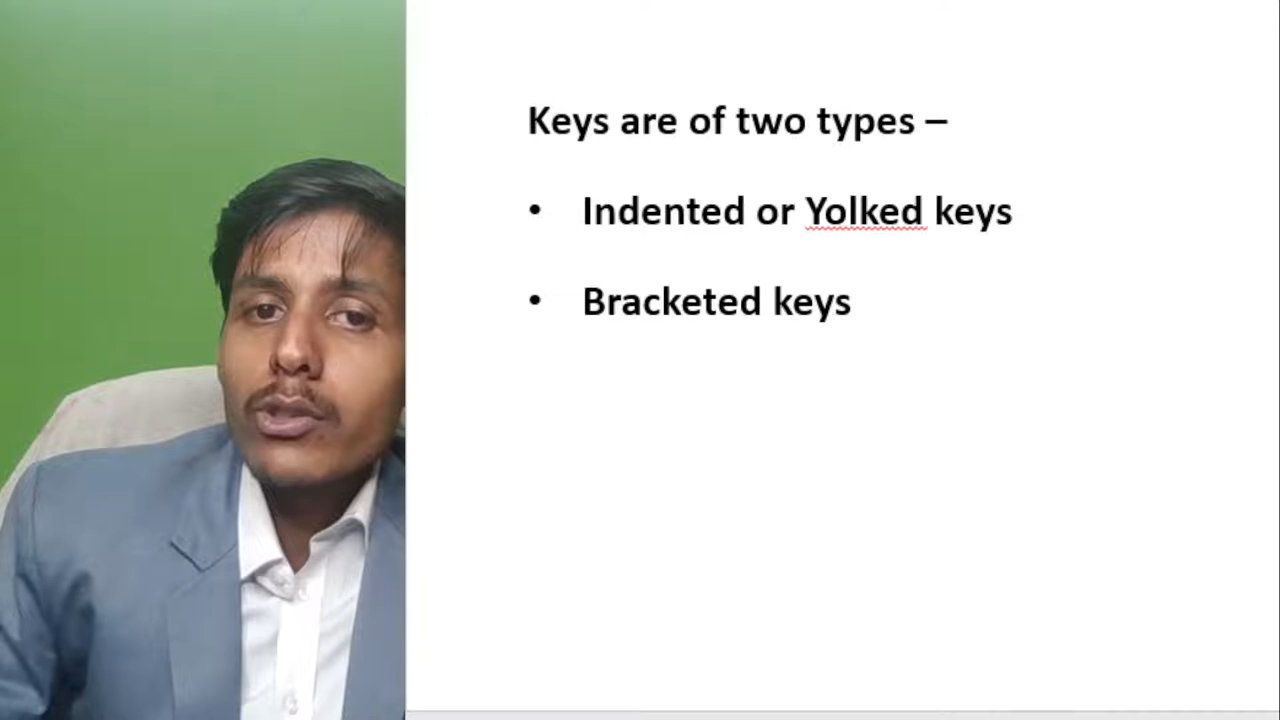 Keys are of two types –
• Indented or Yolked keys
• Bracketed keys